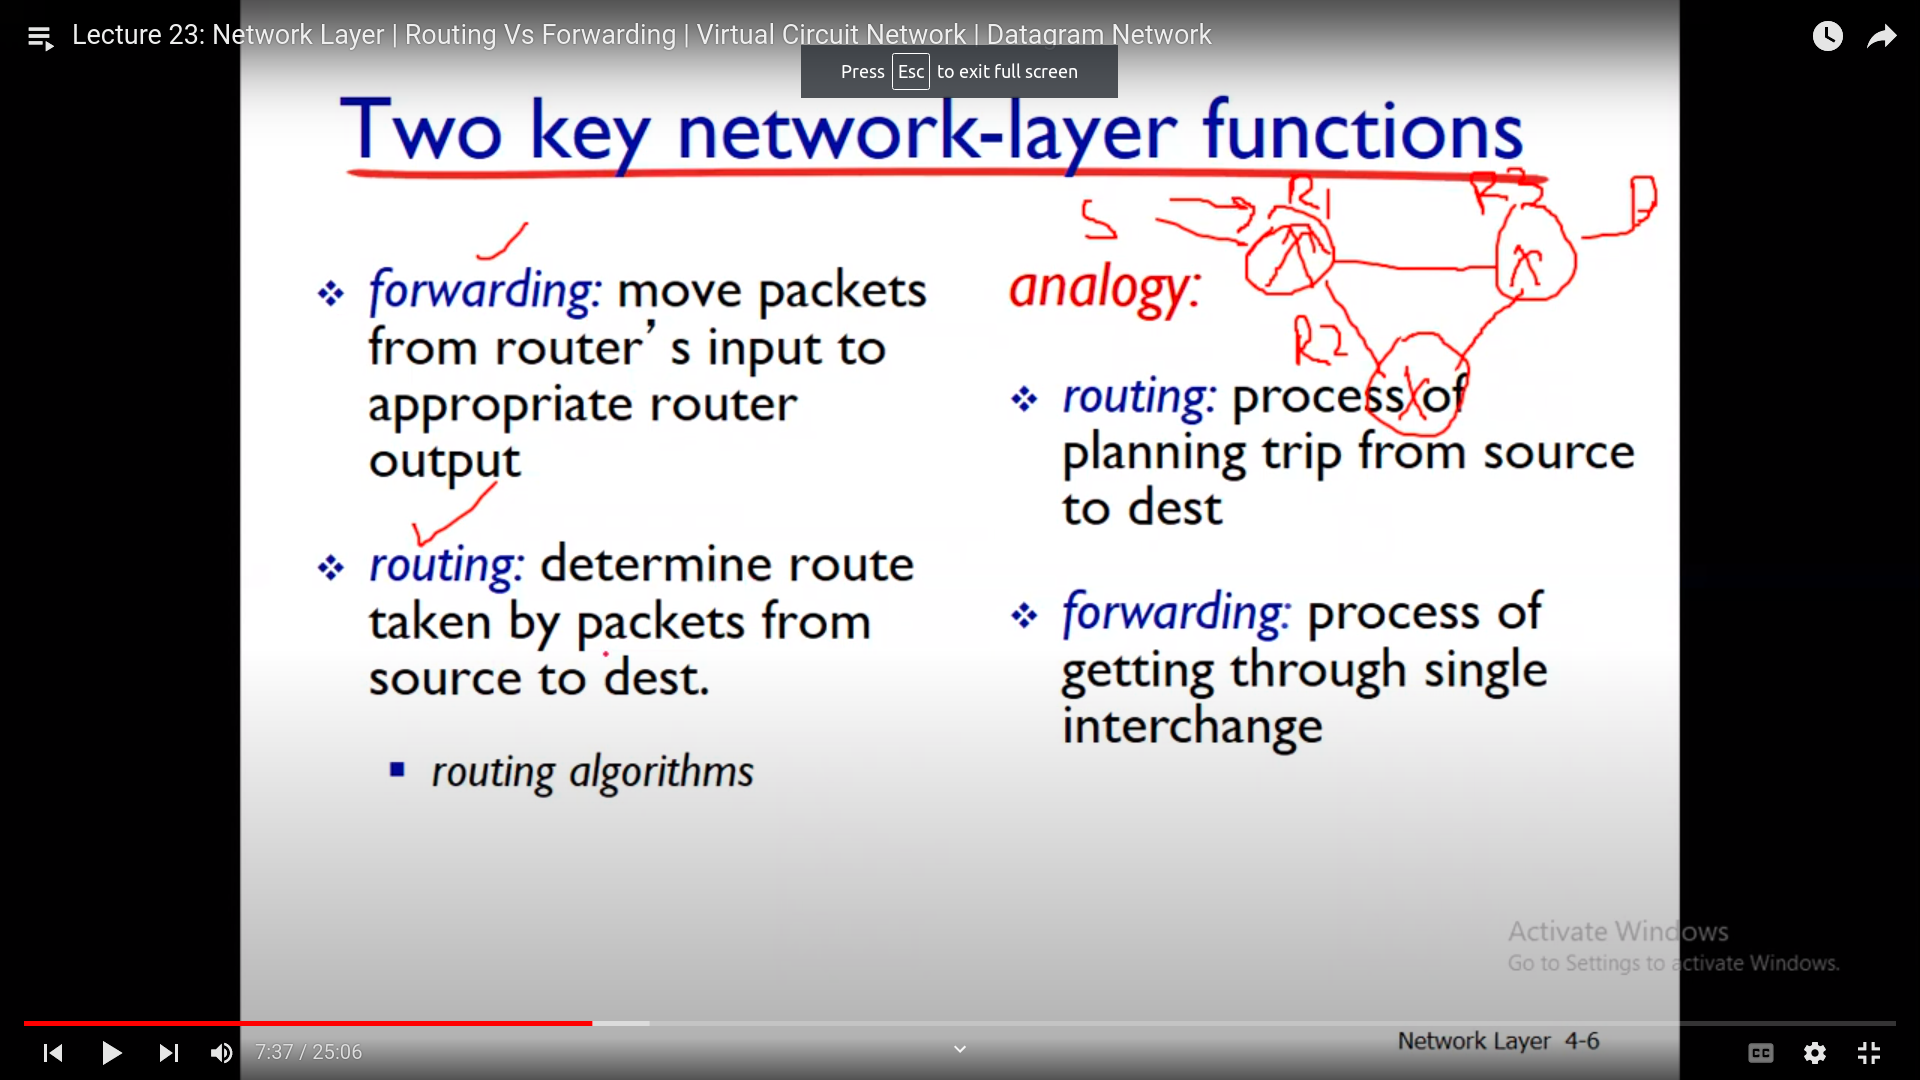 Lecture 23: Network Layer | Routing Vs Forwarding | Virtual Circuit Network | Datagram Network
Press Esc to exit full screen
Two key network-layer functions
forwarding: move packets
from router's input to
appropriate router
output
routing: determine route
taken by packets from
source to dest.
routing algorithms
S
R1
R3
D
R2
analogy:
routing: process of
planning trip from source
to dest
forwarding: process of
getting through single
interchange
Activate Windows
Go to Settings to activate Windows.
Network Layer 4-6
7:37 / 25:06
CC